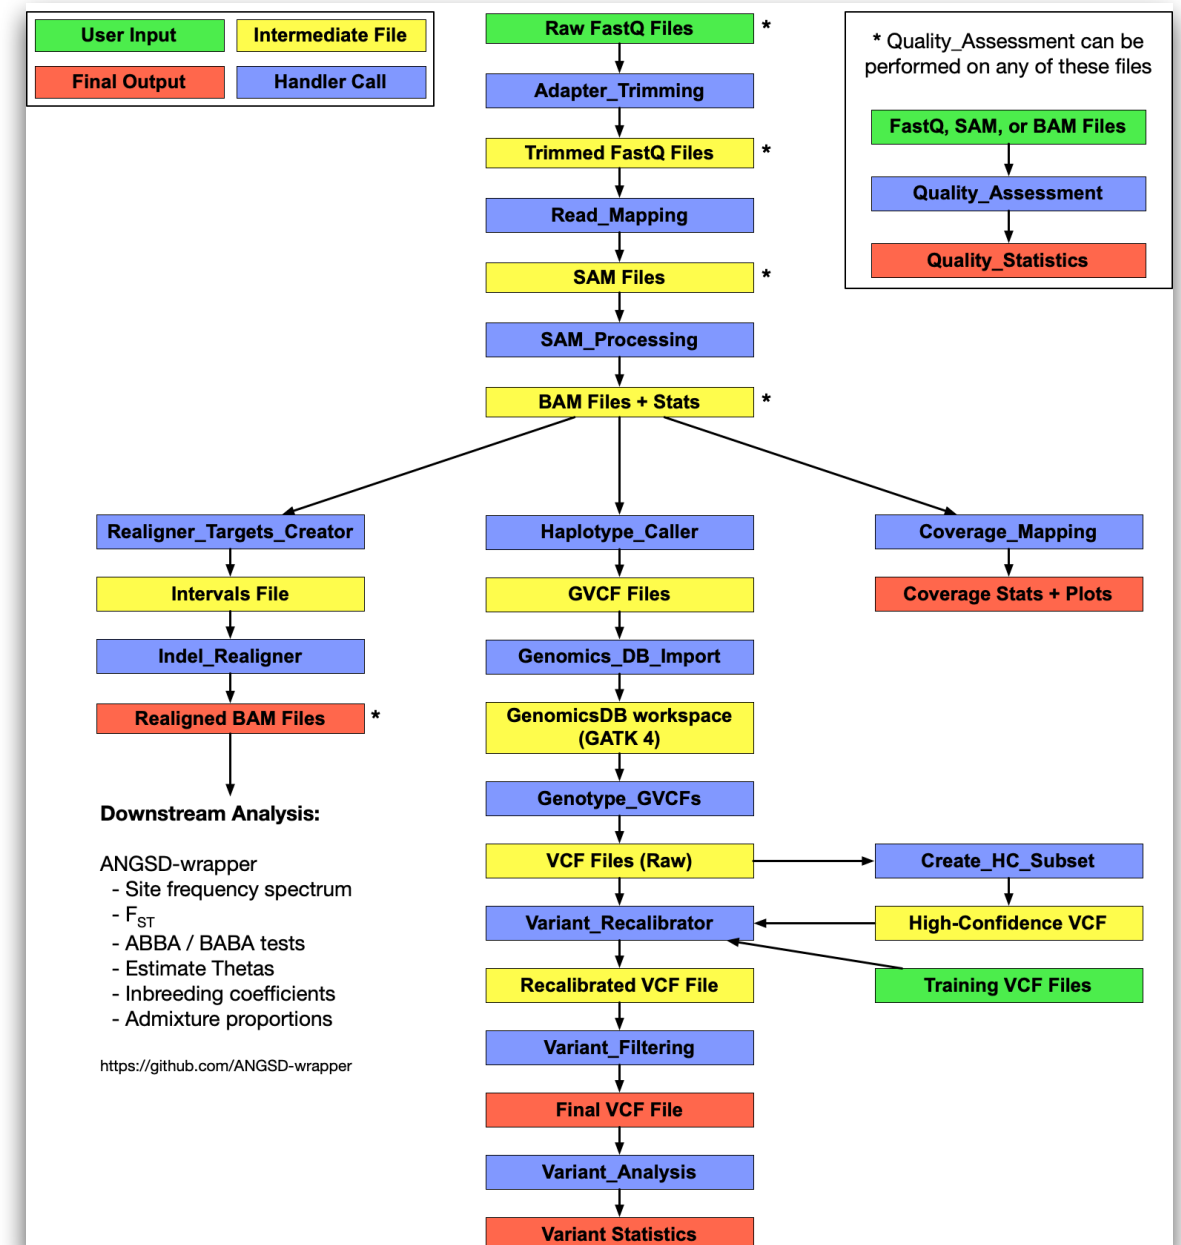 User Input
Intermediate File
Final Output
Handler Call
Raw FastQ Files *
Adapter_Trimming
Trimmed FastQ Files *
Read_Mapping
SAM Files *
SAM_Processing
BAM Files + Stats *
* Quality_Assessment can be
performed on any of these files
FastQ, SAM, or BAM Files
Quality_Assessment
Quality_Statistics
Realigner_Targets_Creator
Intervals File
Indel_Realigner
Realigned BAM Files *
Downstream Analysis:
ANGSD-wrapper
- Site frequency spectrum
- FST
- ABBA / BABA tests
- Estimate Thetas
- Inbreeding coefficients
- Admixture proportions
https://github.com/ANGSD-wrapper
Haplotype_Caller
GVCF Files
Genomics_DB_Import
GenomicsDB workspace
(GATK 4)
Genotype_GVCFs
VCF Files (Raw)
Variant_Recalibrator
Recalibrated VCF File
Variant_Filtering
Final VCF File
Variant_Analysis
Variant Statistics
Coverage_Mapping
Coverage Stats + Plots
Create_HC_Subset
High-Confidence VCF
Training VCF Files